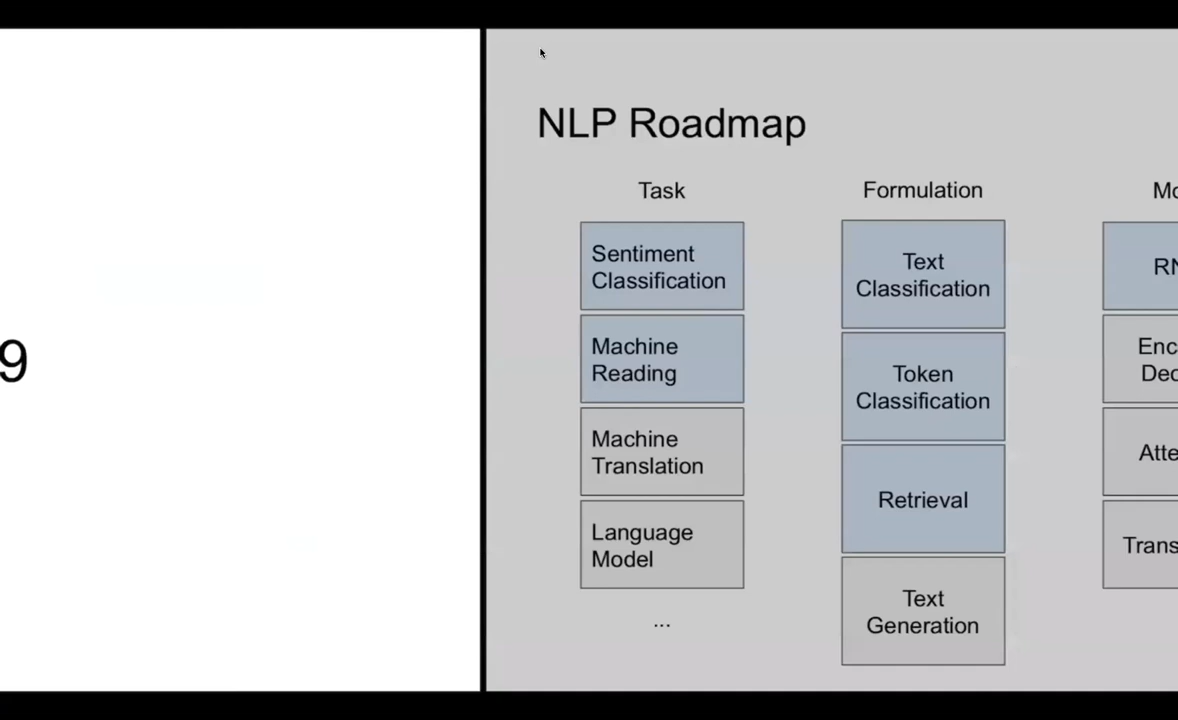 9
NLP Roadmap
Task
Sentiment
Classification
Machine
Reading
Machine
Translation
Language
Model
...
Formulation
Text
Classification
Token
Classification
Retrieval
Text
Generation